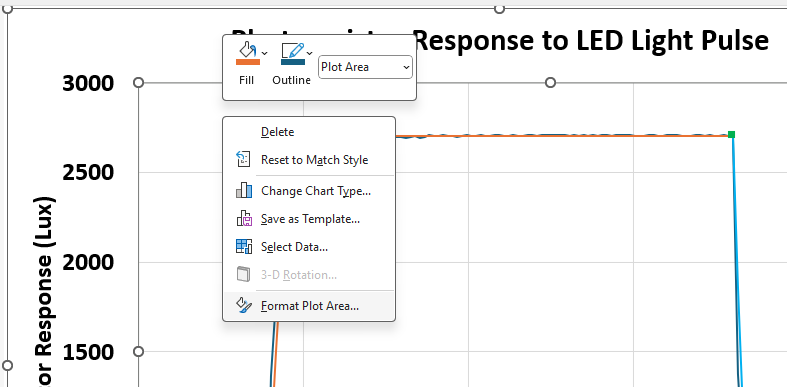 Response to LED Light Pulse
Fill
Outline
Plot Area
3000
Delete
Reset to Match Style
2500
Change Chart Type...
Save as Template...
Select Data...
2000
3-D Rotation...
Format Plot Area...
1500
or Response (Lux)